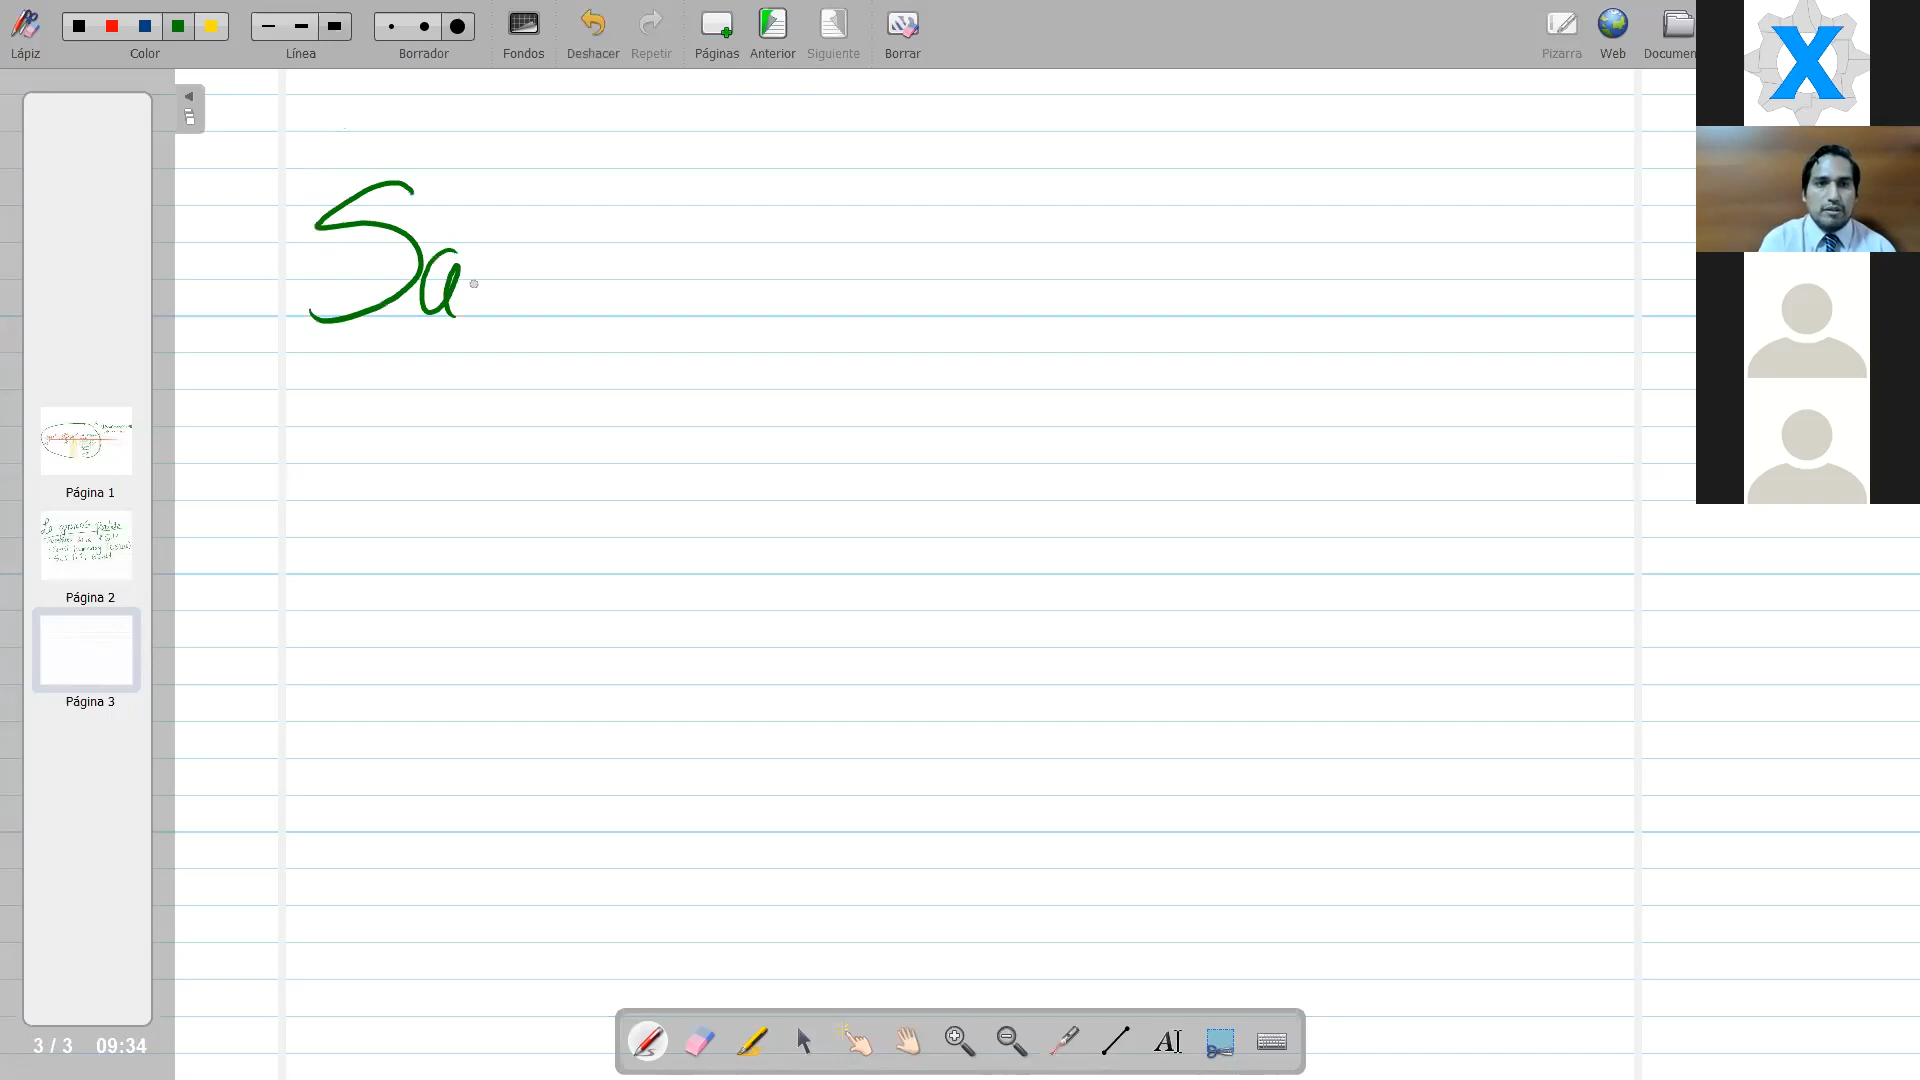 Lápiz Color Línea Borrador Fondos Deshacer Repetir Páginas Anterior Siguiente Borrar Pizarra Web Documen
X
Sa
Página 1
Página 2
Página 3
3 / 3 09:34